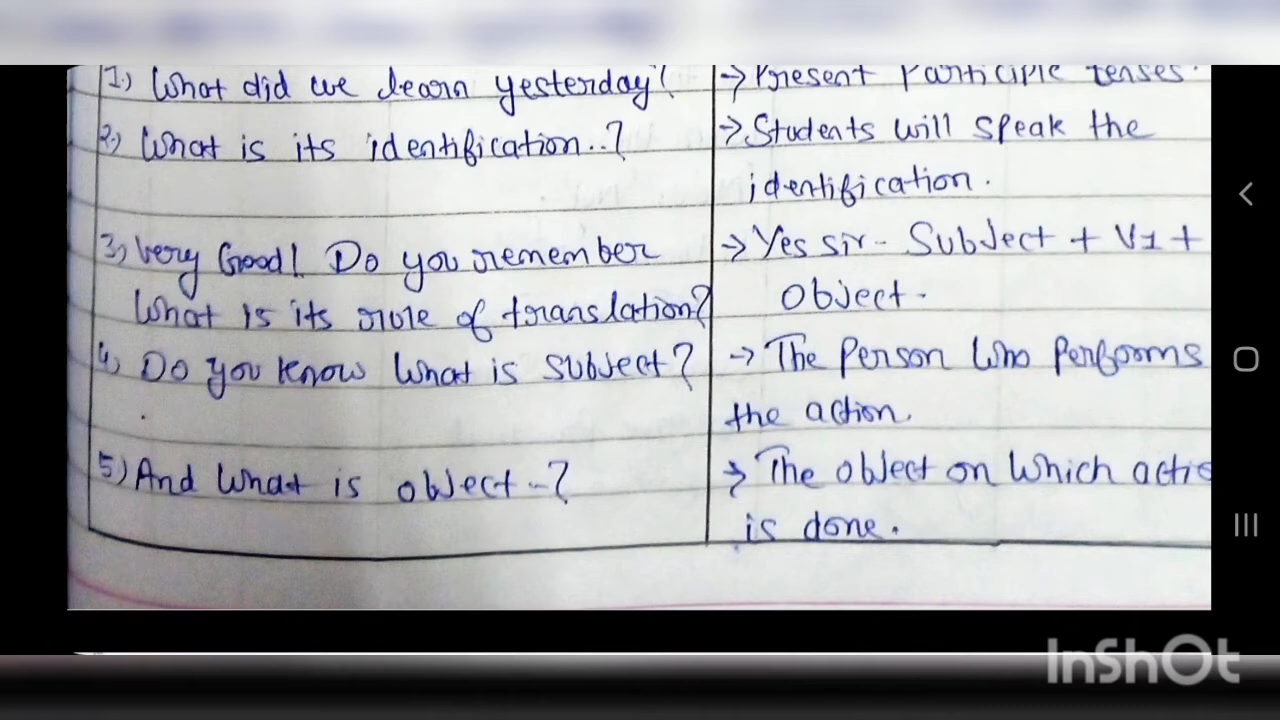 1.) What did we learn yesterday?
→ Present Participle tenses.
2) What is its identification..?
→ Students will speak the
identification.
3) Very Good! Do you remember
What is its rule of translation?
→ Yes sir - Subject + V1 +
Object.
4) Do you know What is subject?
→ The Person Who Performs
the action.
5) And What is object -?
→ The object on Which actio
is done.
InShOt